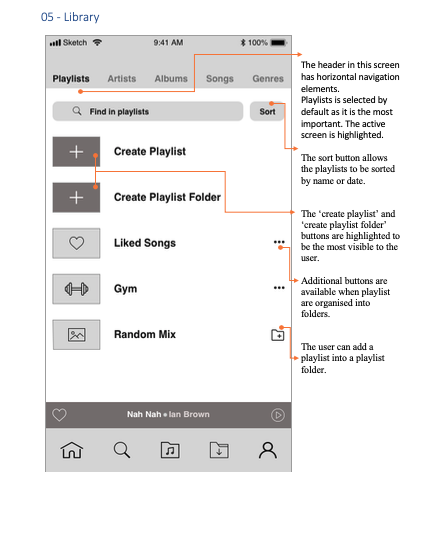 05 - Library
Sketch 9:41 AM 100%
Playlists Artists Albums Songs Genres
Find in playlists Sort
Create Playlist
Create Playlist Folder
Liked Songs
Gym
Random Mix
Nah Nah • Ian Brown
The header in this screen
has horizontal navigation
elements.
Playlists is selected by
default as it is the most
important. The active
screen is highlighted.
The sort button allows
the playlists to be sorted
by name or date.
The ‘create playlist’ and
‘create playlist folder’
buttons are highlighted to
be the most visible to the
user.
Additional buttons are
available when playlist
are organised into
folders.
The user can add a
playlist into a playlist
folder.